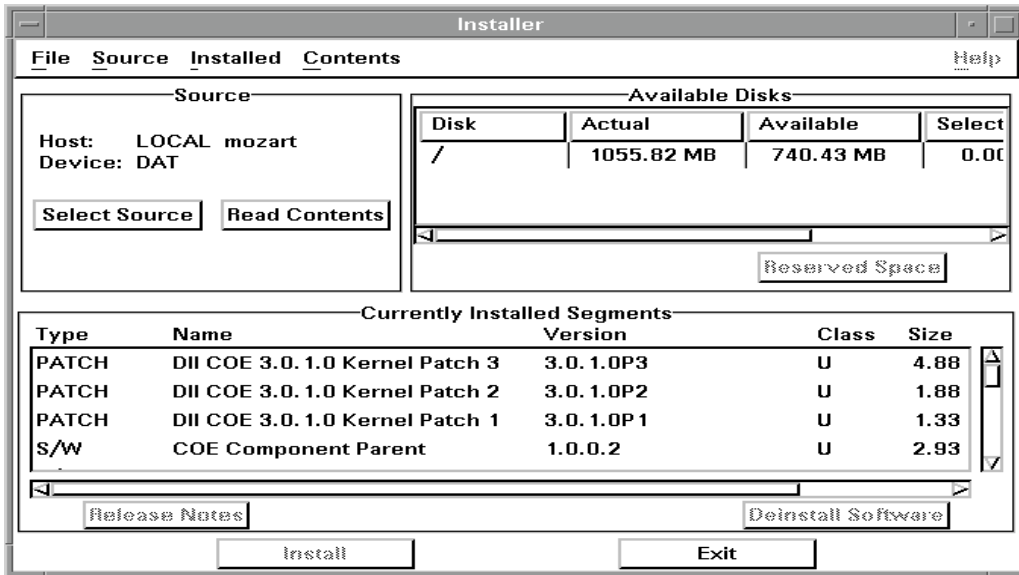 Installer
File Source Installed Contents Help
Source
Host: LOCAL mozart
Device: DAT
Select Source Read Contents
Available Disks
Disk Actual Available Select
/ 1055.82 MB 740.43 MB 0.00
Reserved Space
Currently Installed Segments
Type Name Version Class Size
PATCH DII COE 3.0.1.0 Kernel Patch 3 3.0.1.0P3 U 4.88
PATCH DII COE 3.0.1.0 Kernel Patch 2 3.0.1.0P2 U 1.88
PATCH DII COE 3.0.1.0 Kernel Patch 1 3.0.1.0P1 U 1.33
S/W COE Component Parent 1.0.0.2 U 2.93
Release Notes Deinstall Software
Install Exit